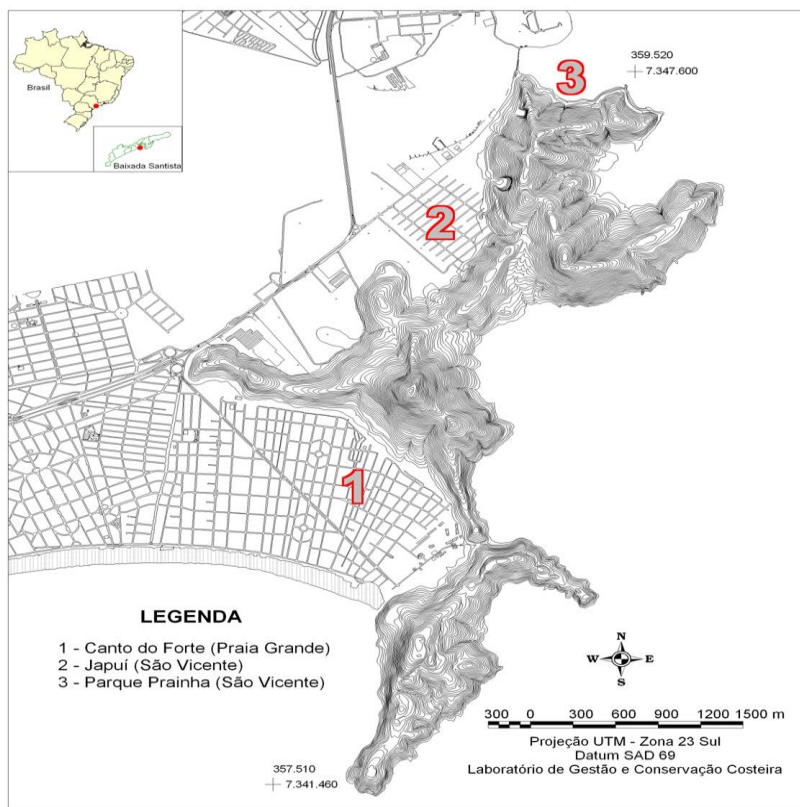 Brasil
Baixada Santista
3
359.520
7.347.600
2
1
LEGENDA
1 - Canto do Forte (Praia Grande)
2 - Japuí (São Vicente)
3 - Parque Prainha (São Vicente)
N
W E
S
300 0 300 600 900 1200 1500 m
Projeção UTM - Zona 23 Sul
Datum SAD 69
Laboratório de Gestão e Conservação Costeira
357.510
7.341.460